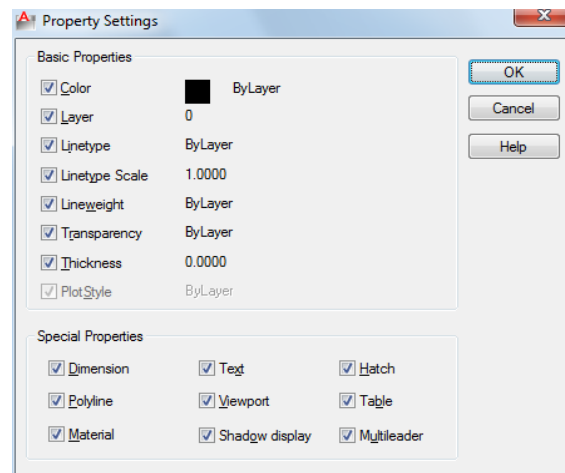 Property Settings
Basic Properties
OK
Color ByLayer
Layer 0
Cancel
Linetype ByLayer
Help
Linetype Scale 1.0000
Lineweight ByLayer
Transparency ByLayer
Thickness 0.0000
PlotStyle ByLayer
Special Properties
Dimension Text Hatch
Polyline Viewport Table
Material Shadow display Multileader